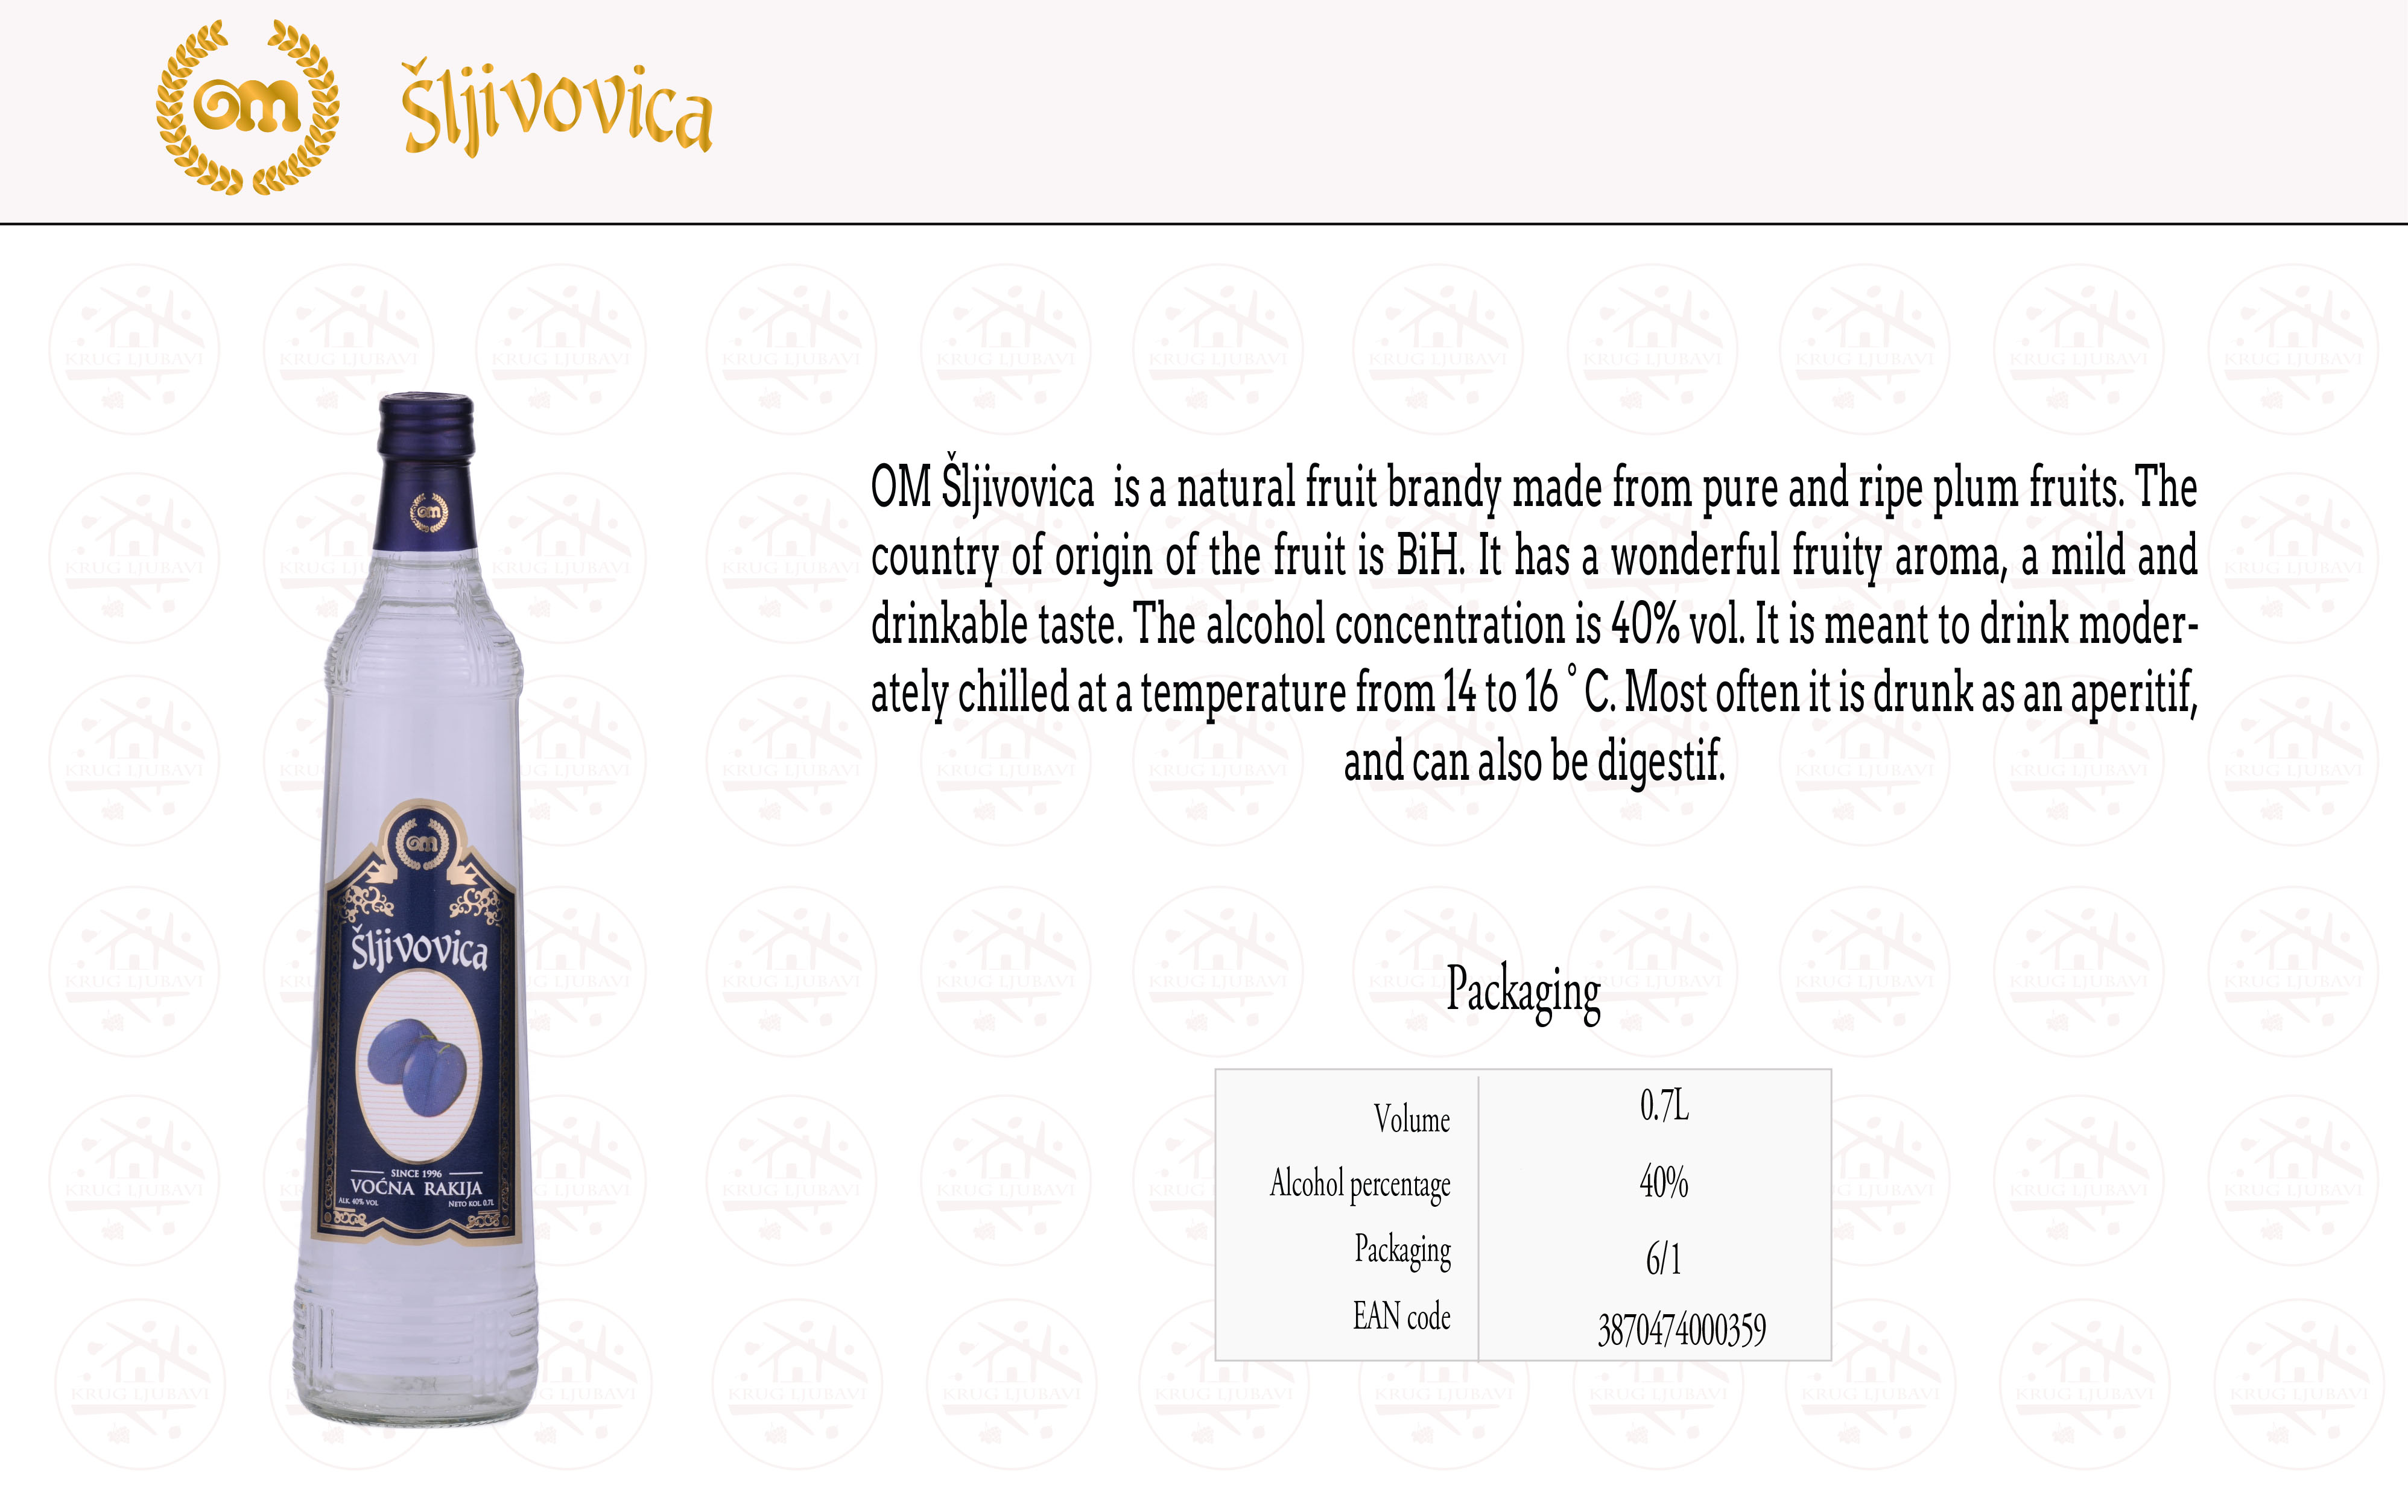 om
Šljivovica
OM Šljivovica is a natural fruit brandy made from pure and ripe plum fruits. The
country of origin of the fruit is BiH. It has a wonderful fruity aroma, a mild and
drinkable taste. The alcohol concentration is 40% vol. It is meant to drink moder-
ately chilled at a temperature from 14 to 16 ° C. Most often it is drunk as an aperitif,
and can also be digestif.
om
om
Šljivovica
SINCE 1996
VOĆNA RAKIJA
ALK. 40% VOL
NETO KOL. 0.7L
Packaging
Volume 0.7L
Alcohol percentage 40%
Packaging 6/1
EAN code 3870474000359
KRUG LJUBAVI